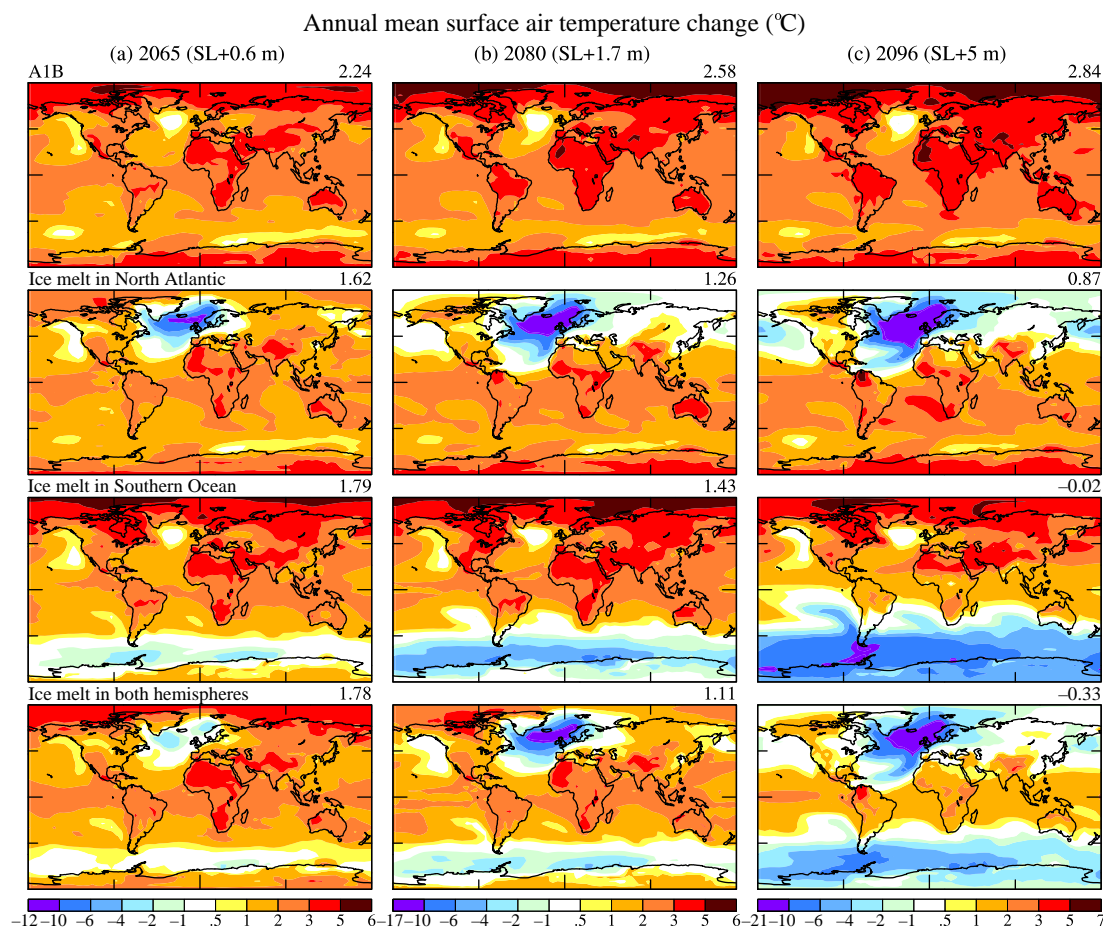 Annual mean surface air temperature change (°C)
(a) 2065 (SL+0.6 m) (b) 2080 (SL+1.7 m) (c) 2096 (SL+5 m)
A1B 2.24 2.58 2.84
Ice melt in North Atlantic 1.62 1.26 0.87
Ice melt in Southern Ocean 1.79 1.43 −0.02
Ice melt in both hemispheres 1.78 1.11 −0.33
−12 −10 −6 −4 −2 −1 .5 1 2 3 5 6 −17 −10 −6 −4 −2 −1 .5 1 2 3 5 6 −21 −10 −6 −4 −2 −1 .5 1 2 3 5 7